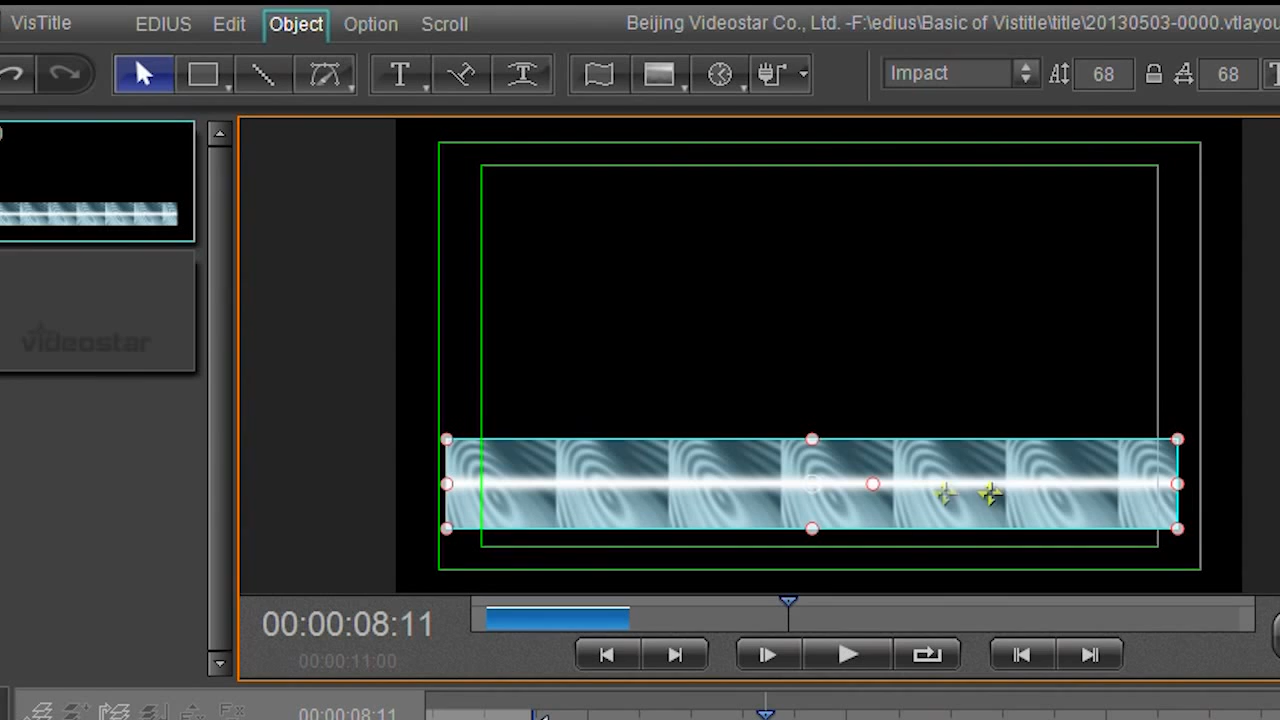 VisTitle EDIUS Edit Object Option Scroll Beijing Videostar Co., Ltd. -F:\edius\Basic of Vistitle\title\20130503-0000.vtlayou
T T Impact 68 68
videostar
00:00:08:11
00:00:11:00
00:00:08:11